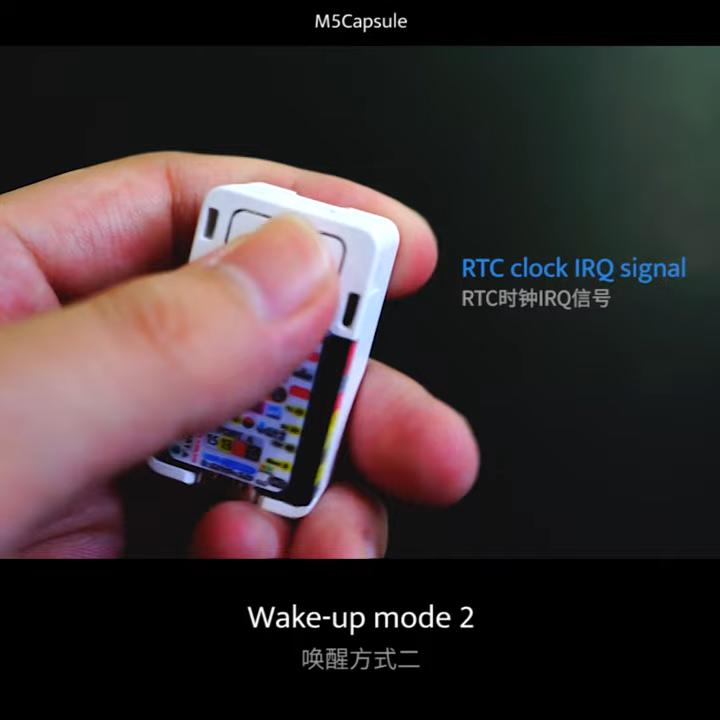 M5Capsule
RTC clock IRQ signal
RTC时钟IRQ信号
Wake-up mode 2
唤醒方式二